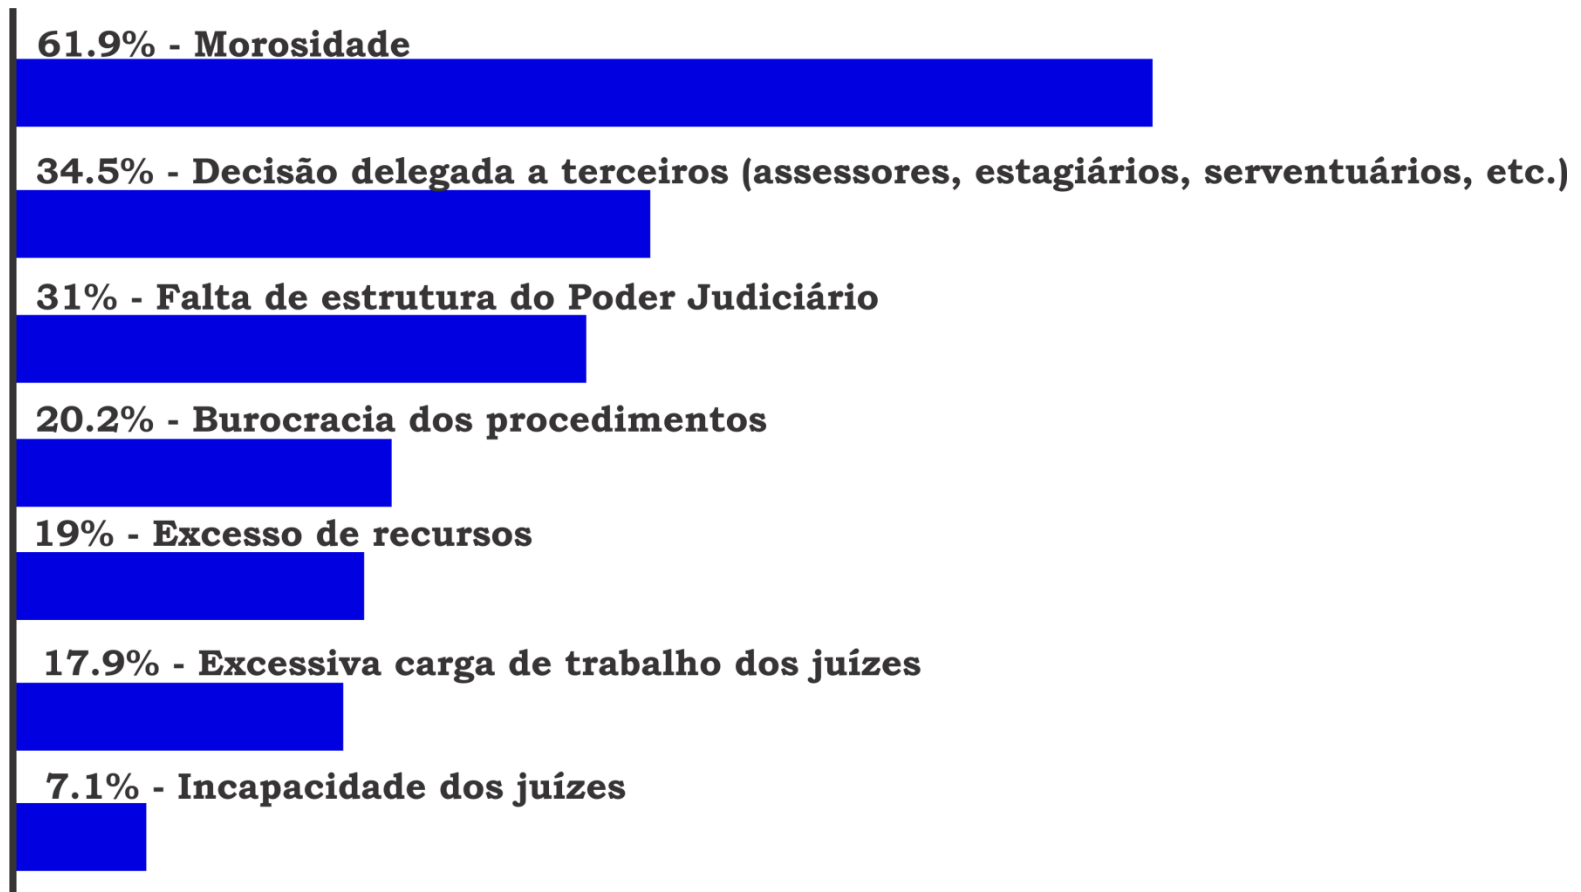 61.9% - Morosidade
34.5% - Decisão delegada a terceiros (assessores, estagiários, serventuários, etc.)
31% - Falta de estrutura do Poder Judiciário
20.2% - Burocracia dos procedimentos
19% - Excesso de recursos
17.9% - Excessiva carga de trabalho dos juízes
7.1% - Incapacidade dos juízes